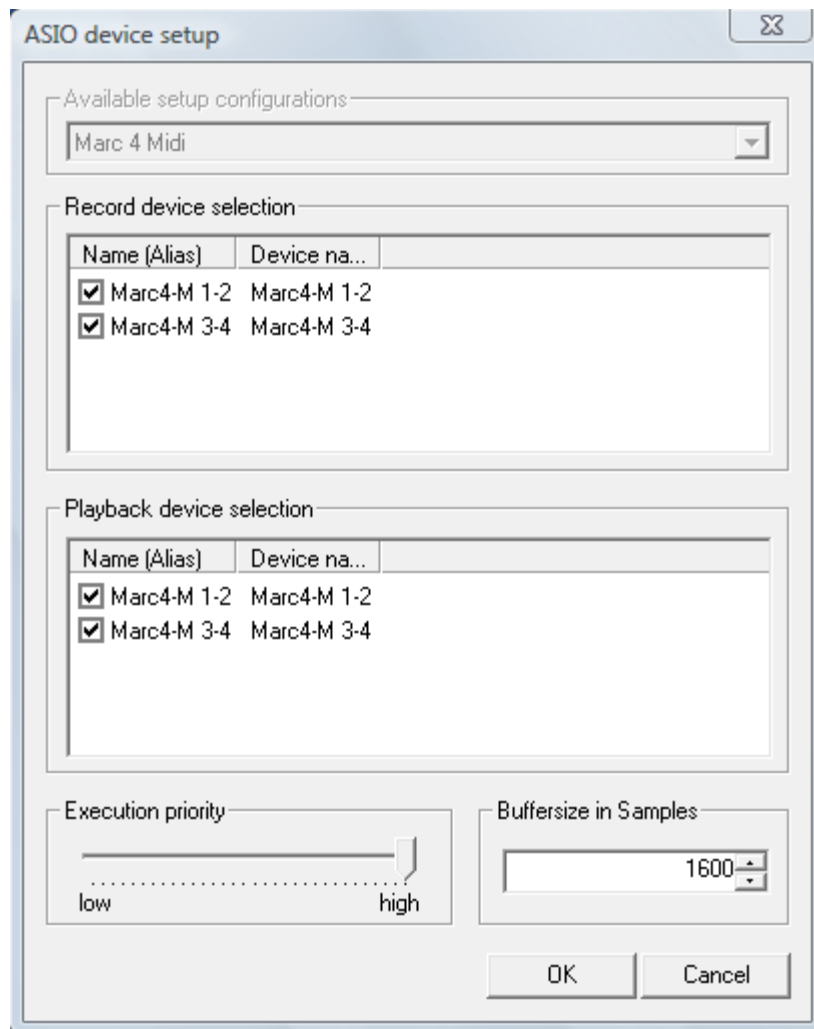 ASIO device setup
Available setup configurations
Marc 4 Midi
Record device selection
Name (Alias) Device na...
Marc4-M 1-2 Marc4-M 1-2
Marc4-M 3-4 Marc4-M 3-4
Playback device selection
Name (Alias) Device na...
Marc4-M 1-2 Marc4-M 1-2
Marc4-M 3-4 Marc4-M 3-4
Execution priority Buffersize in Samples
1600
low high
OK Cancel